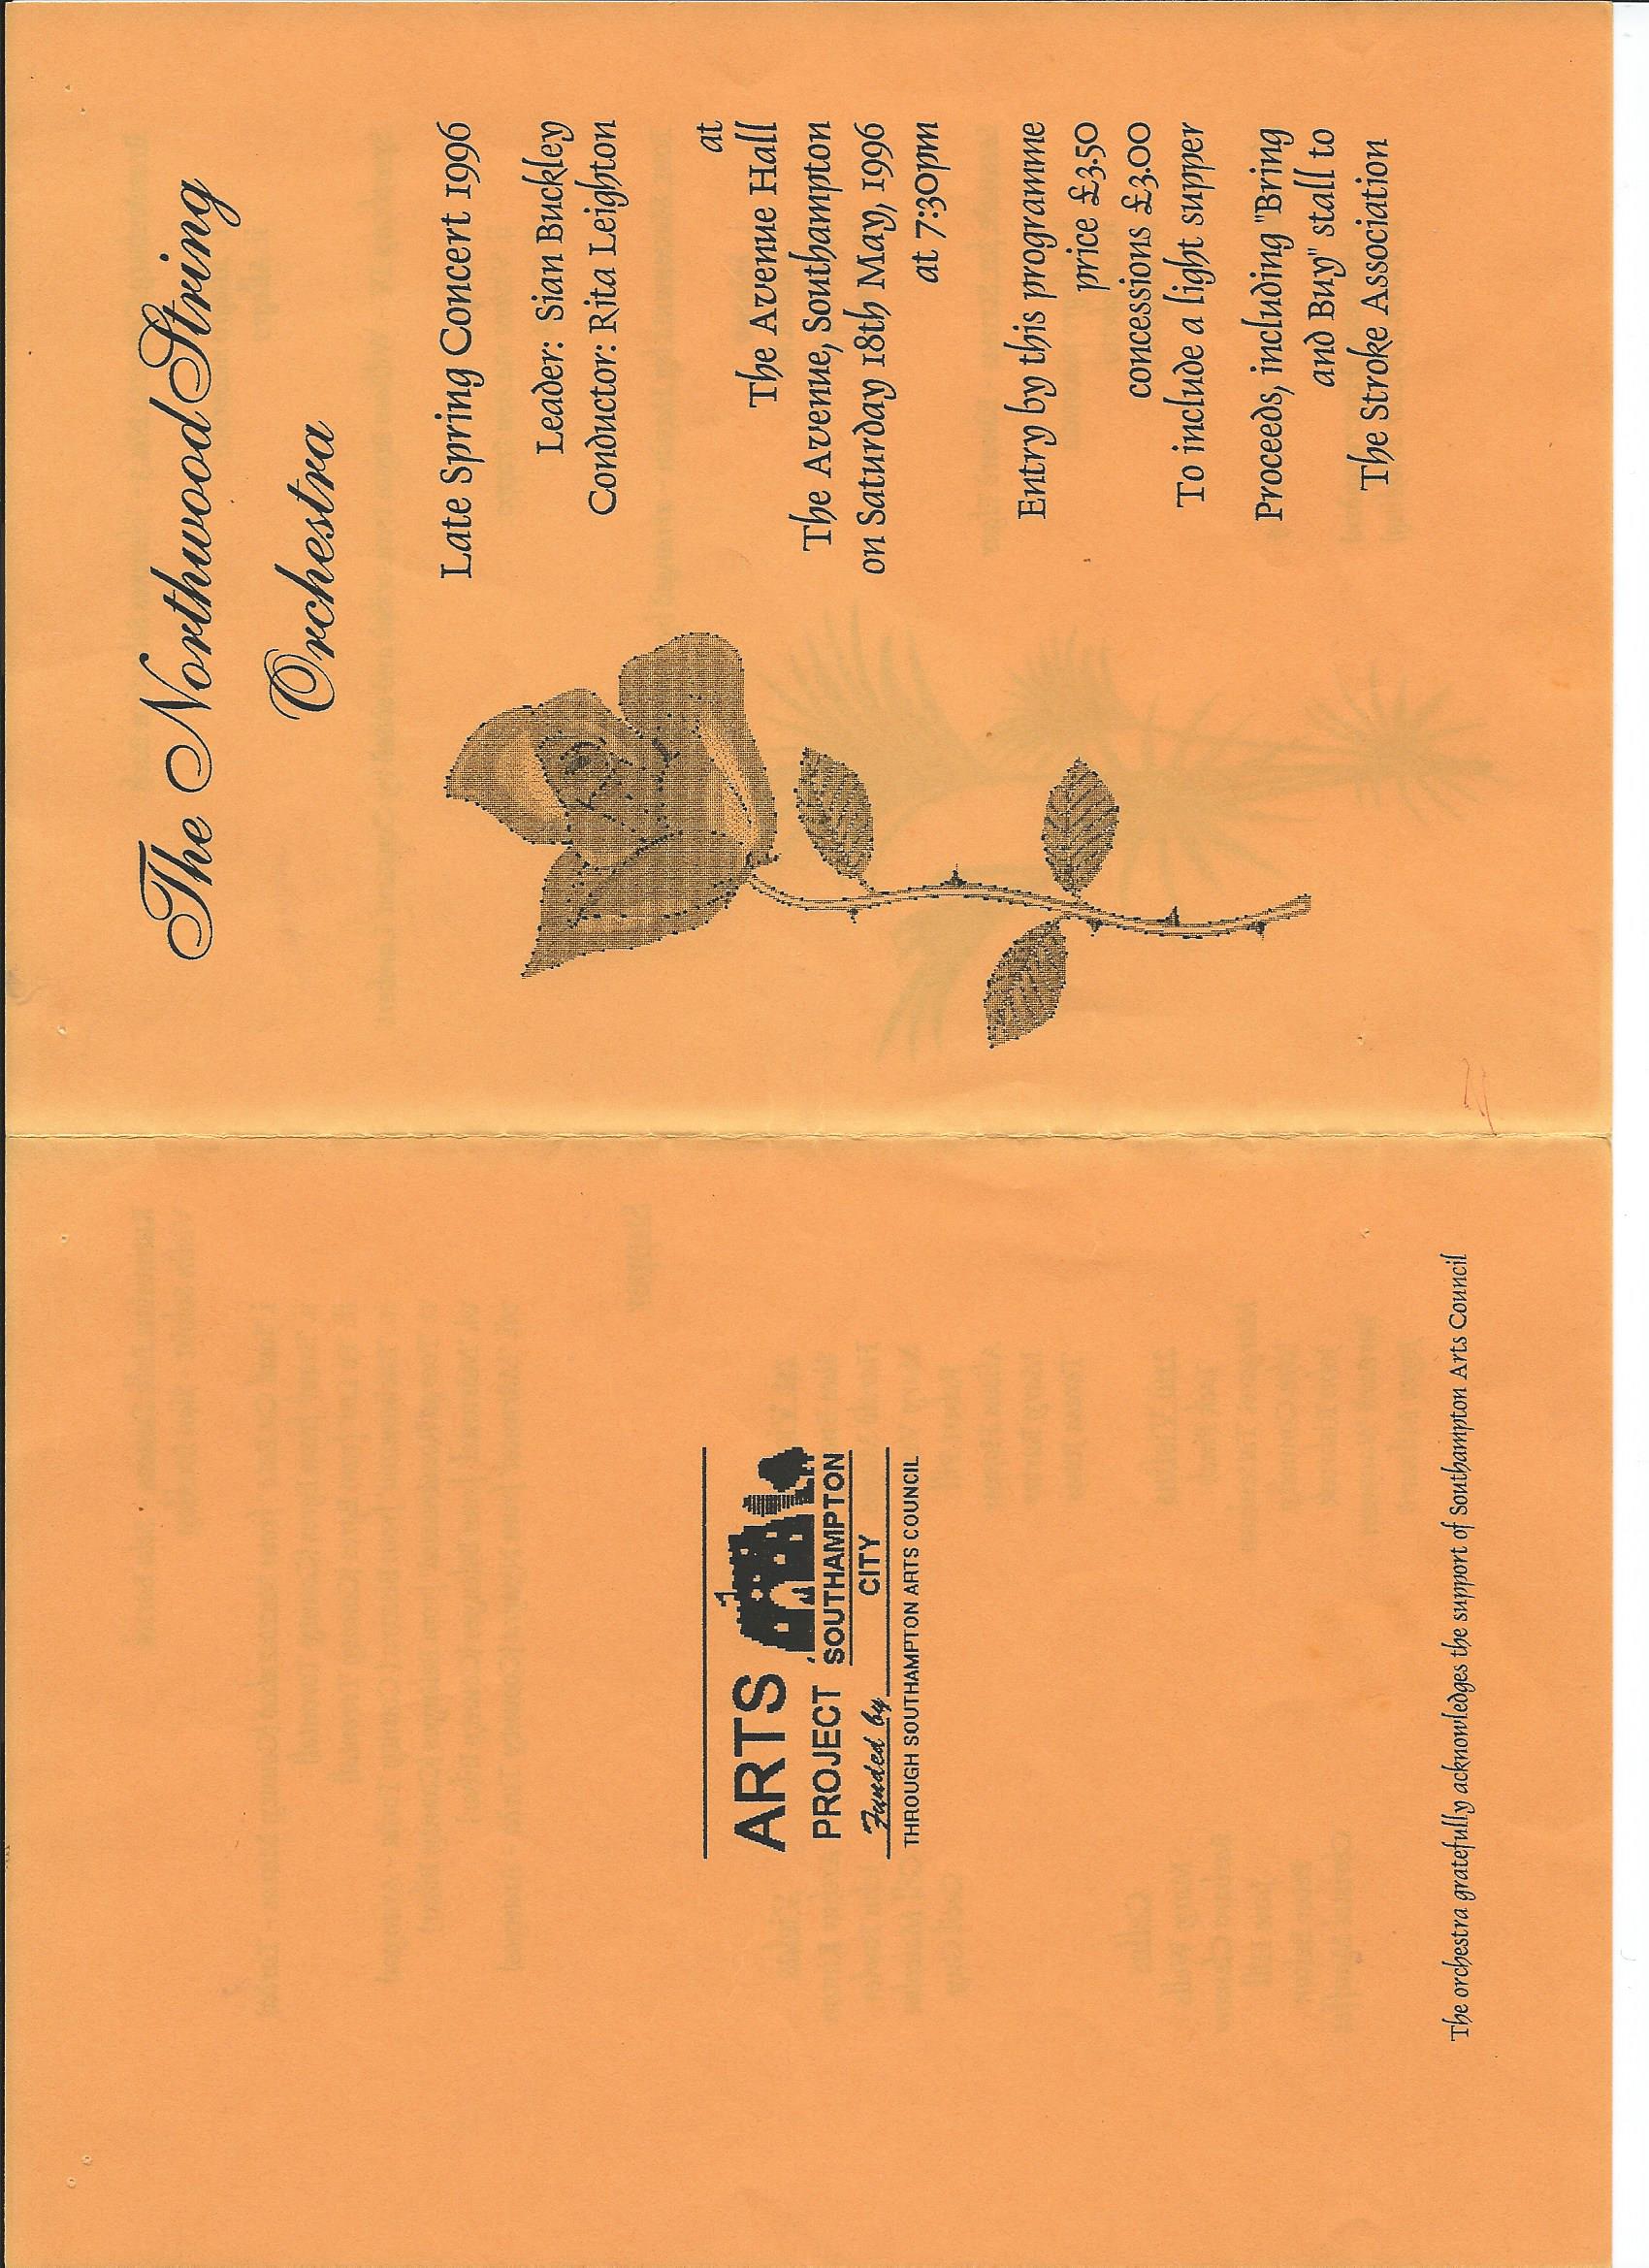 The Northwood String
Orchestra
Late Spring Concert 1996
Leader: Sian Buckley
Conductor: Rita Leighton
at
The Avenue Hall
The Avenue, Southampton
on Saturday 18th May, 1996
at 7:30pm
Entry by this programme
price £3.50
concessions £3.00
To include a light supper
Proceeds, including "Bring
and Buy" stall to
The Stroke Association
ARTS
PROJECT
SOUTHAMPTON
Funded by
CITY
THROUGH SOUTHAMPTON ARTS COUNCIL
The orchestra gratefully acknowledges the support of Southampton Arts Council